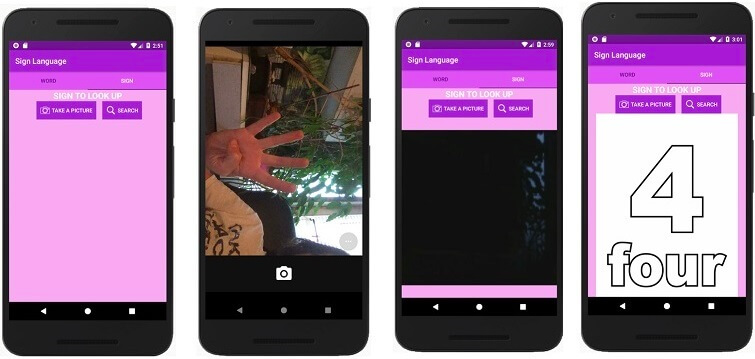 2:51
Sign Language
WORD SIGN
SIGN TO LOOK UP
TAKE A PICTURE SEARCH
2:59
Sign Language
WORD SIGN
SIGN TO LOOK UP
TAKE A PICTURE SEARCH
3:01
Sign Language
WORD SIGN
SIGN TO LOOK UP
TAKE A PICTURE SEARCH
4
four